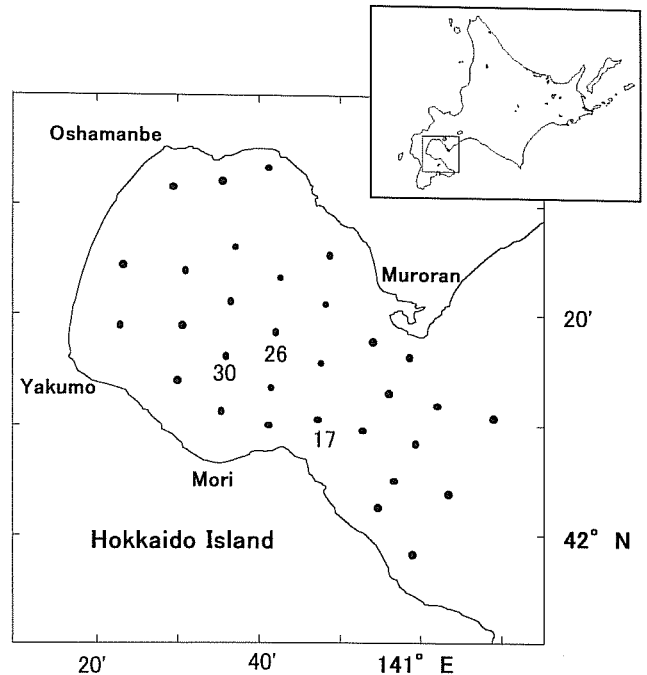 Oshamanbe
Muroran
20'
26
30
Yakumo
17
Mori
Hokkaido Island
42° N
20'
40'
141° E